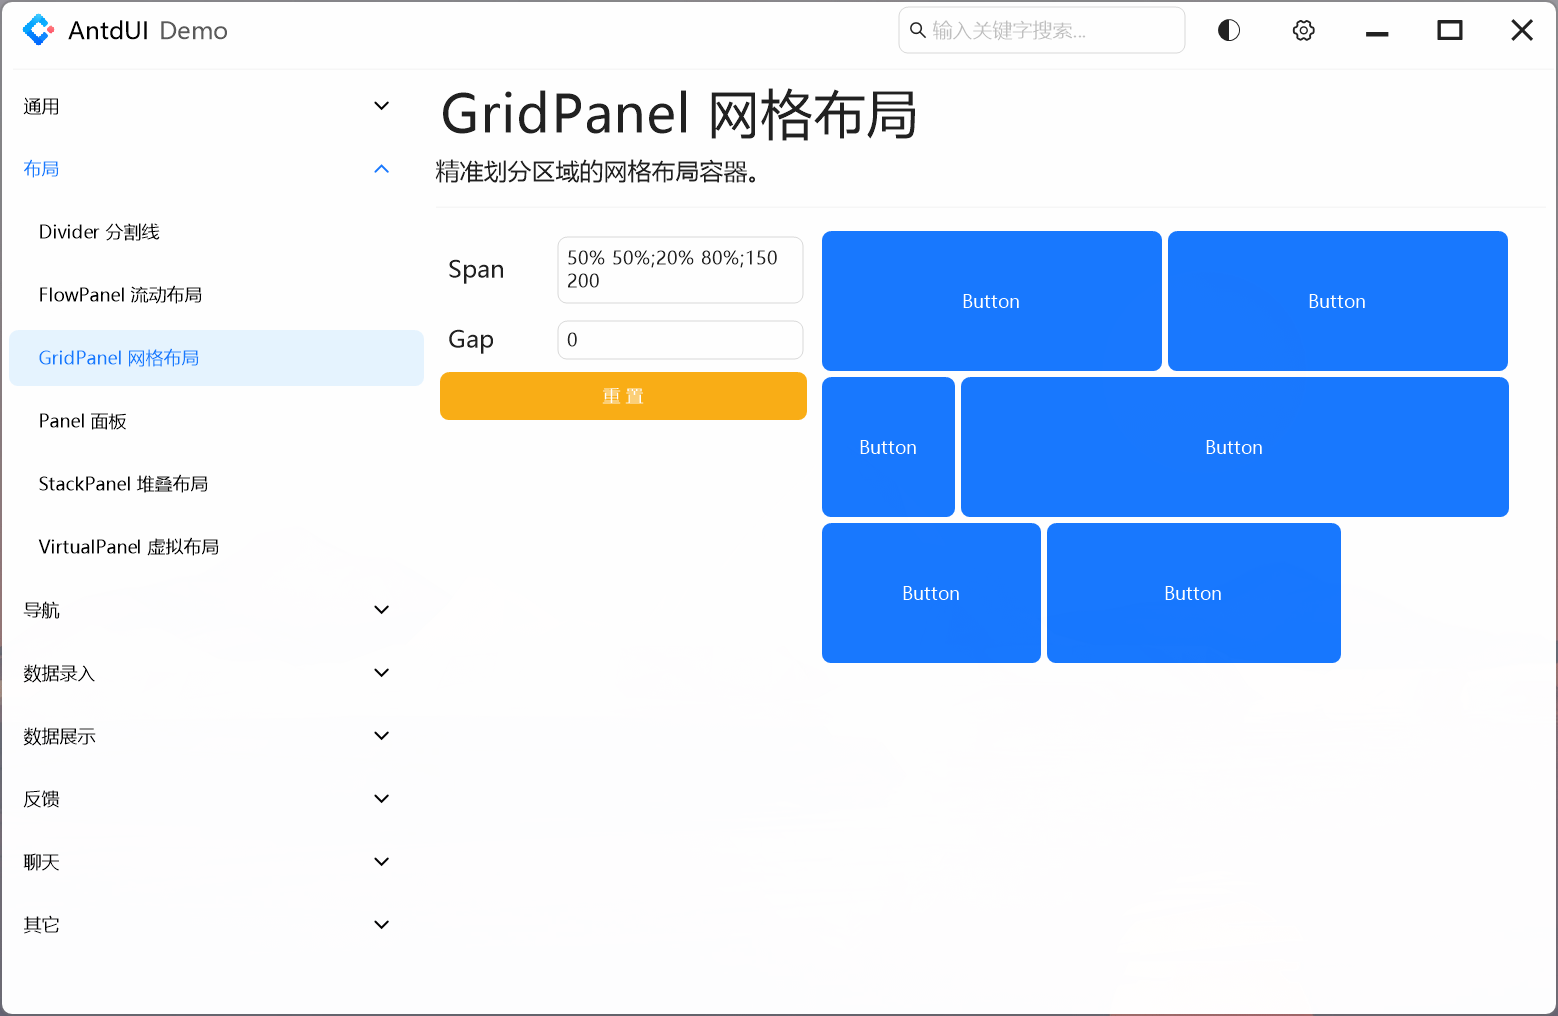 AntdUI Demo
输入关键字搜索...
通用
布局
Divider 分割线
FlowPanel 流动布局
GridPanel 网格布局
Panel 面板
StackPanel 堆叠布局
VirtualPanel 虚拟布局
导航
数据录入
数据展示
反馈
聊天
其它
GridPanel 网格布局
精准划分区域的网格布局容器。
Span
50% 50%;20% 80%;150
200
Gap
0
重 置
Button
Button
Button
Button
Button
Button